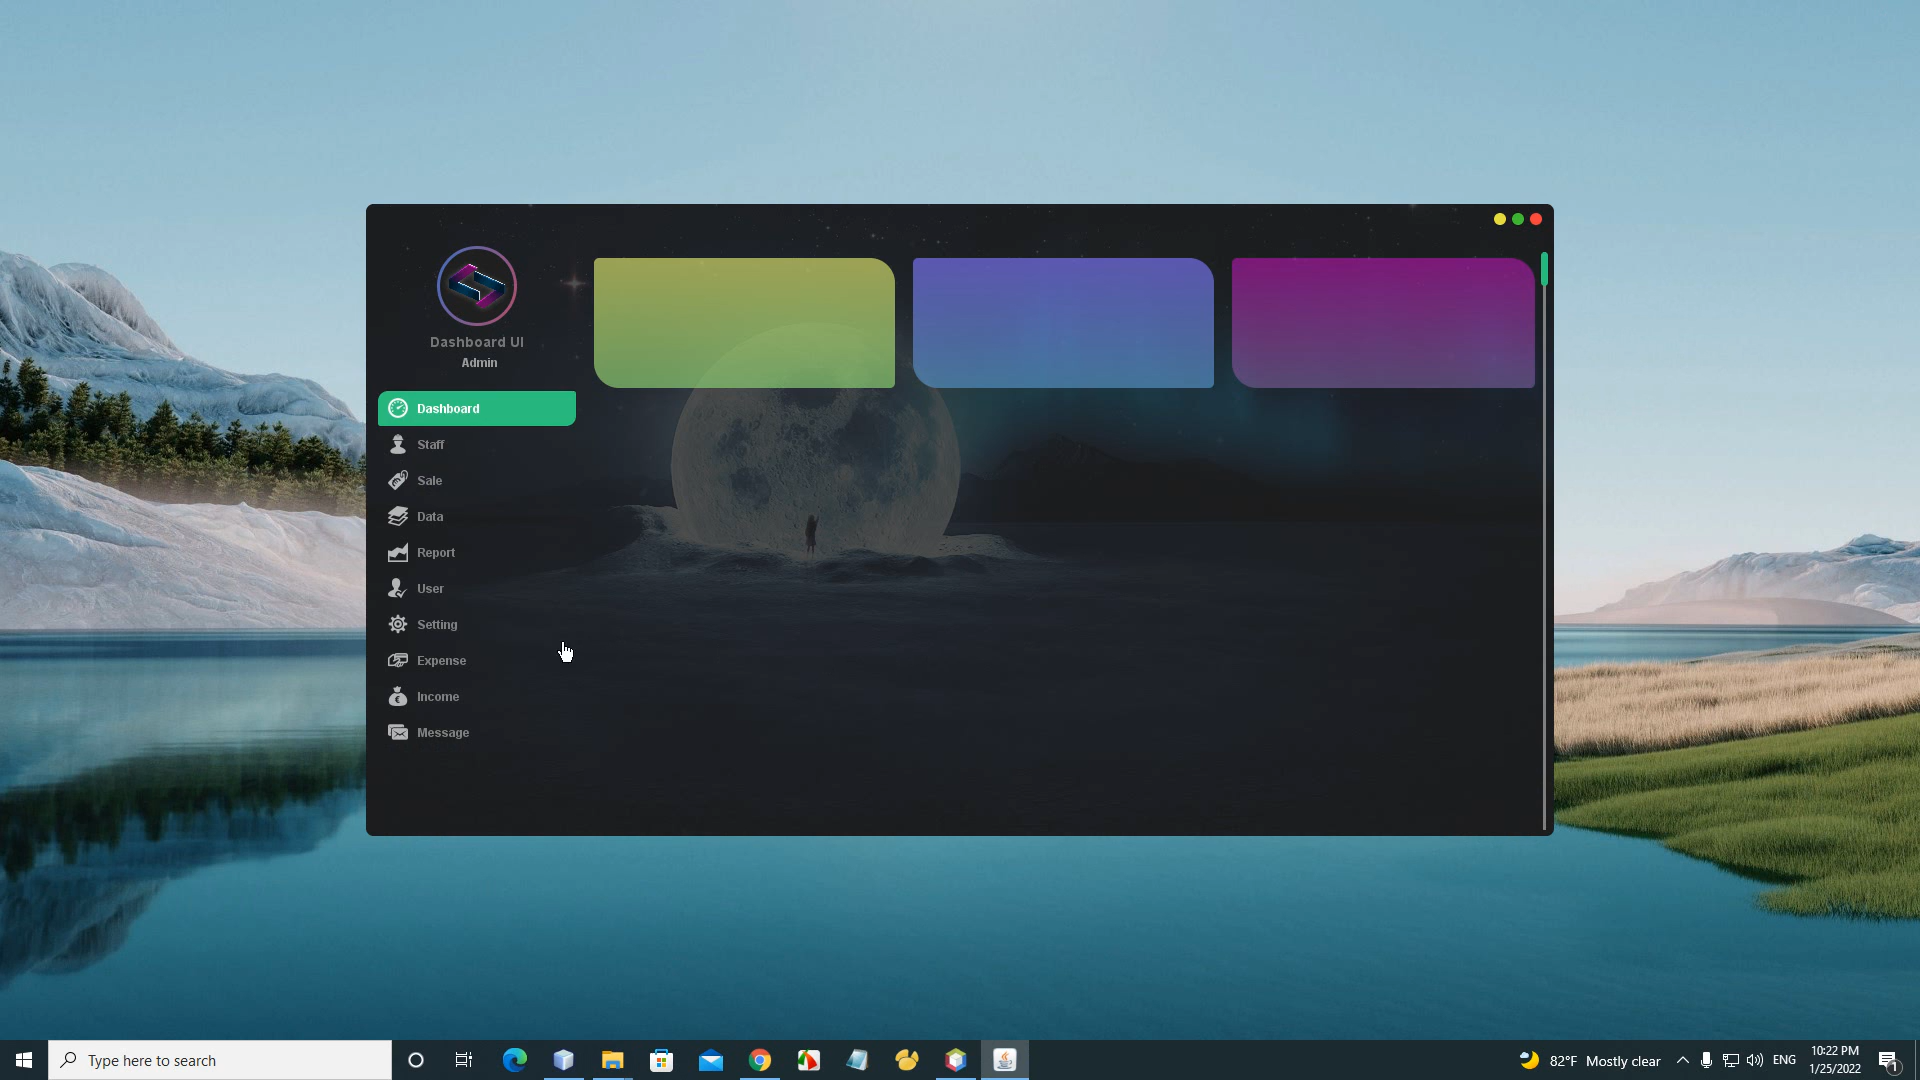 Dashboard UI
Admin
Dashboard
Staff
Sale
Data
Report
User
Setting
Expense
Income
Message
Type here to search
82°F Mostly clear
ENG
10:22 PM
1/25/2022
1